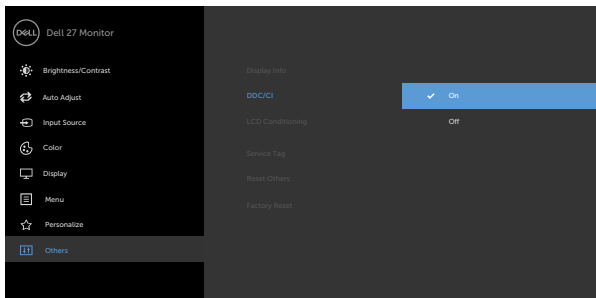 DELL Dell 27 Monitor
Brightness/Contrast
Auto Adjust
Input Source
Color
Display
Menu
Personalize
Others
Display Info
DDC/CI
LCD Conditioning
Service Tag
Reset Others
Factory Reset
On
Off